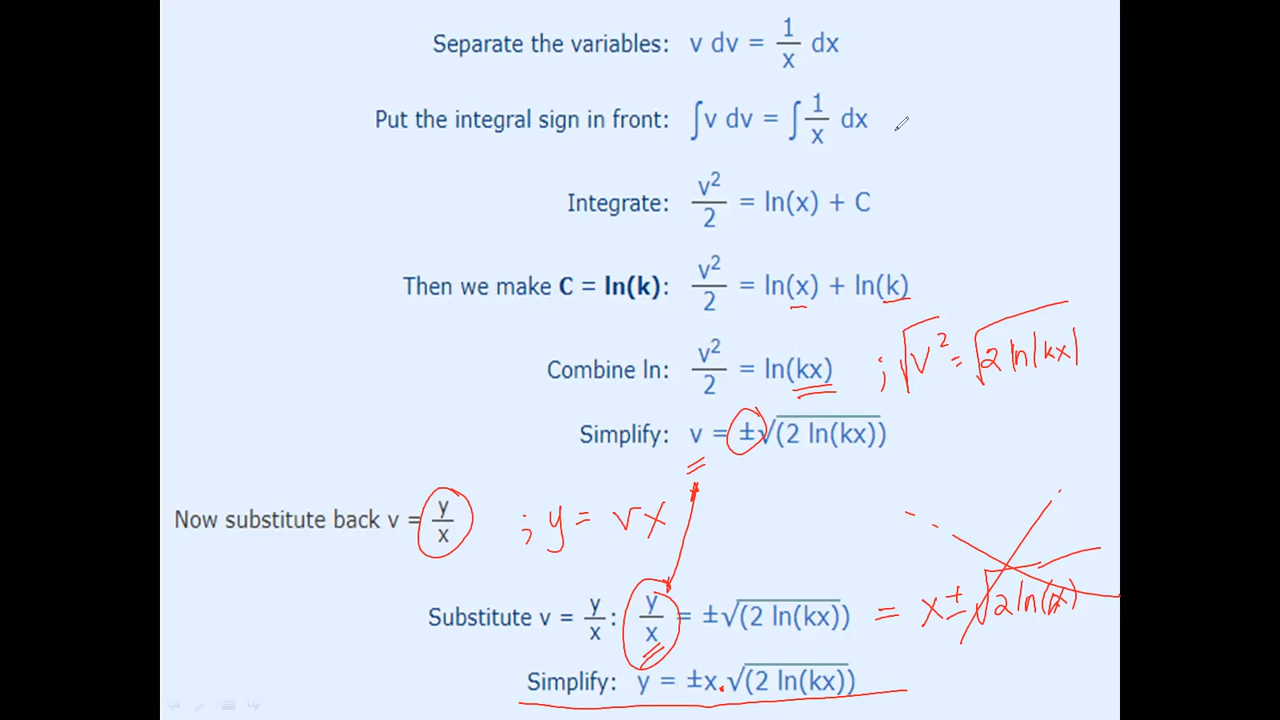 Separate the variables: v dv = 1/x dx
Put the integral sign in front: ∫v dv = ∫1/x dx
Integrate: v²/2 = ln(x) + C
Then we make C = ln(k): v²/2 = ln(x) + ln(k)
Combine ln: v²/2 = ln(kx) ; √v² = √2 ln|kx|
Simplify: v = ±√(2 ln(kx))
Now substitute back v = y/x ; y = vx
Substitute v = y/x: y/x = ±√(2 ln(kx)) = x±√2 ln(
Simplify: y = ±x.√(2 ln(kx))